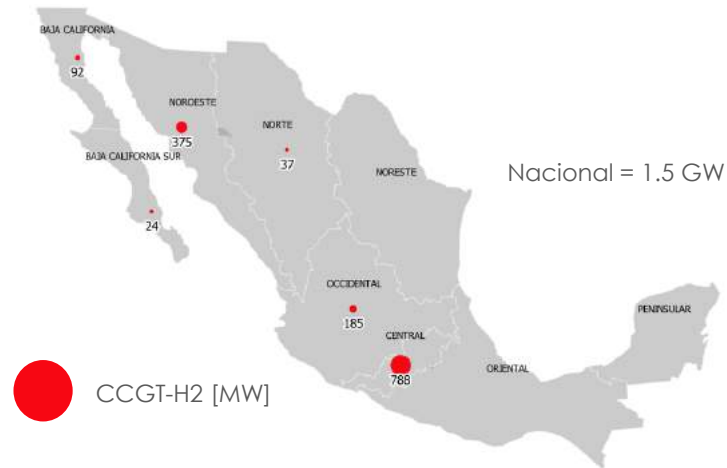 BAJA CALIFORNIA
92
NOROESTE
375
NORTE
37
BAJA CALIFORNIA SUR
24
NORESTE
Nacional = 1.5 GW
OCCIDENTAL
185
CENTRAL
788
ORIENTAL
PENINSULAR
CCGT-H2 [MW]